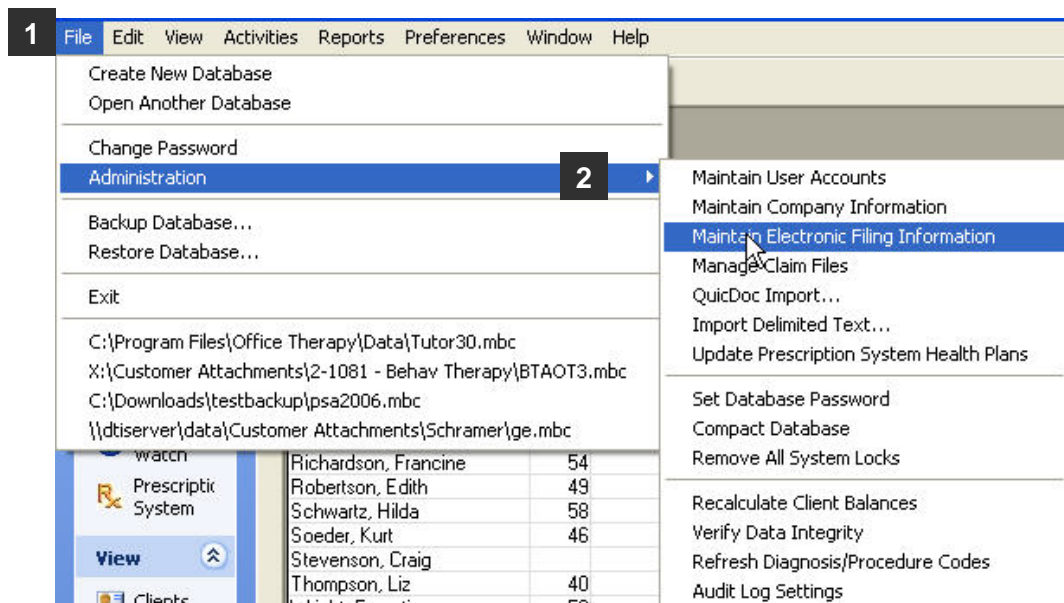 1
File Edit View Activities Reports Preferences Window Help
Create New Database
Open Another Database
Change Password
Administration
2
Backup Database...
Restore Database...
Exit
C:\Program Files\Office Therapy\Data\Tutor30.mbc
X:\Customer Attachments\2-1081 - Behav Therapy\BTAOT3.mbc
C:\Downloads\testbackup\psa2006.mbc
\\dtiserver\data\Customer Attachments\Schramer\ge.mbc
Maintain User Accounts
Maintain Company Information
Maintain Electronic Filing Information
Manage Claim Files
QuicDoc Import...
Import Delimited Text...
Update Prescription System Health Plans
Set Database Password
Compact Database
Remove All System Locks
Recalculate Client Balances
Verify Data Integrity
Refresh Diagnosis/Procedure Codes
Audit Log Settings
Watch
Prescriptic
System
View
Clients
Richardson, Francine 54
Robertson, Edith 49
Schwartz, Hilda 58
Soeder, Kurt 46
Stevenson, Craig
Thompson, Liz 40